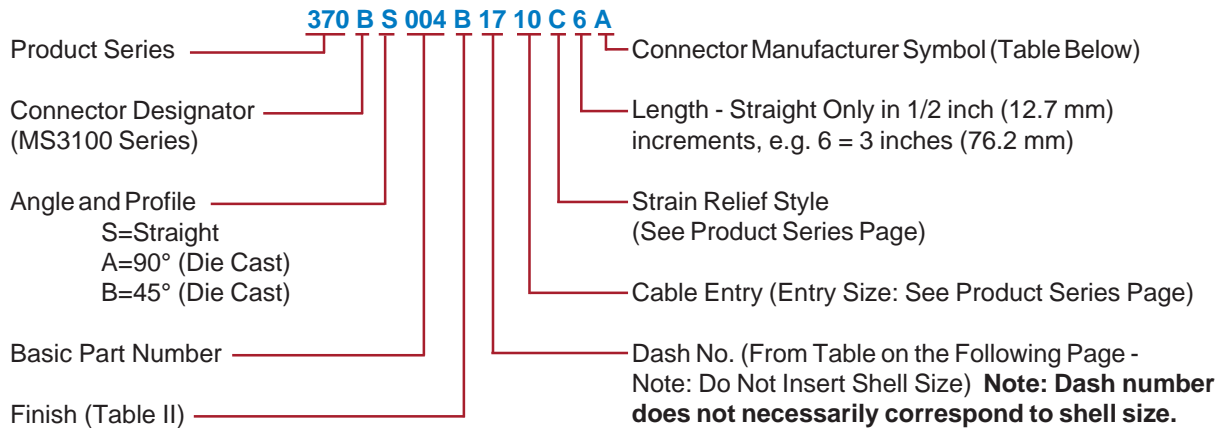 370 B S 004 B 17 10 C 6 A
Product Series
Connector Designator
(MS3100 Series)
Angle and Profile
S=Straight
A=90° (Die Cast)
B=45° (Die Cast)
Basic Part Number
Finish (Table II)
Connector Manufacturer Symbol (Table Below)
Length - Straight Only in 1/2 inch (12.7 mm)
increments, e.g. 6 = 3 inches (76.2 mm)
Strain Relief Style
(See Product Series Page)
Cable Entry (Entry Size: See Product Series Page)
Dash No. (From Table on the Following Page -
Note: Do Not Insert Shell Size) Note: Dash number
does not necessarily correspond to shell size.